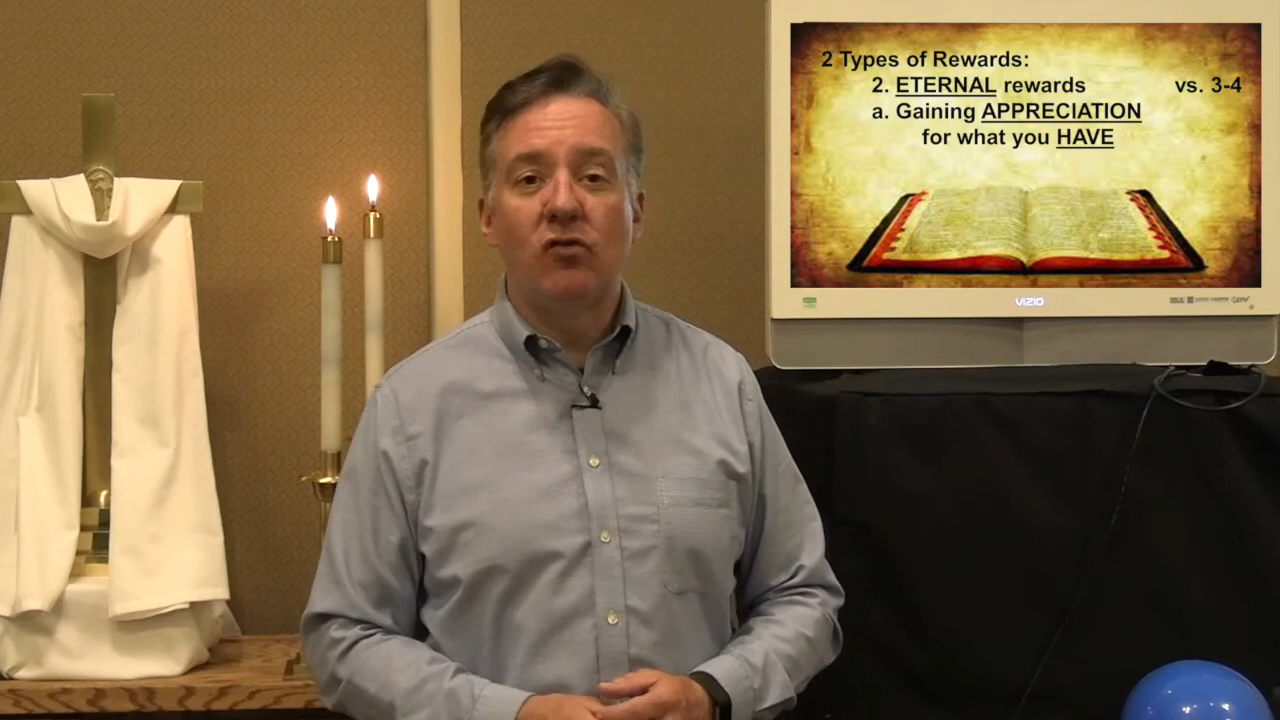 2 Types of Rewards:
2. ETERNAL rewards vs. 3-4
a. Gaining APPRECIATION
for what you HAVE
VIZIO